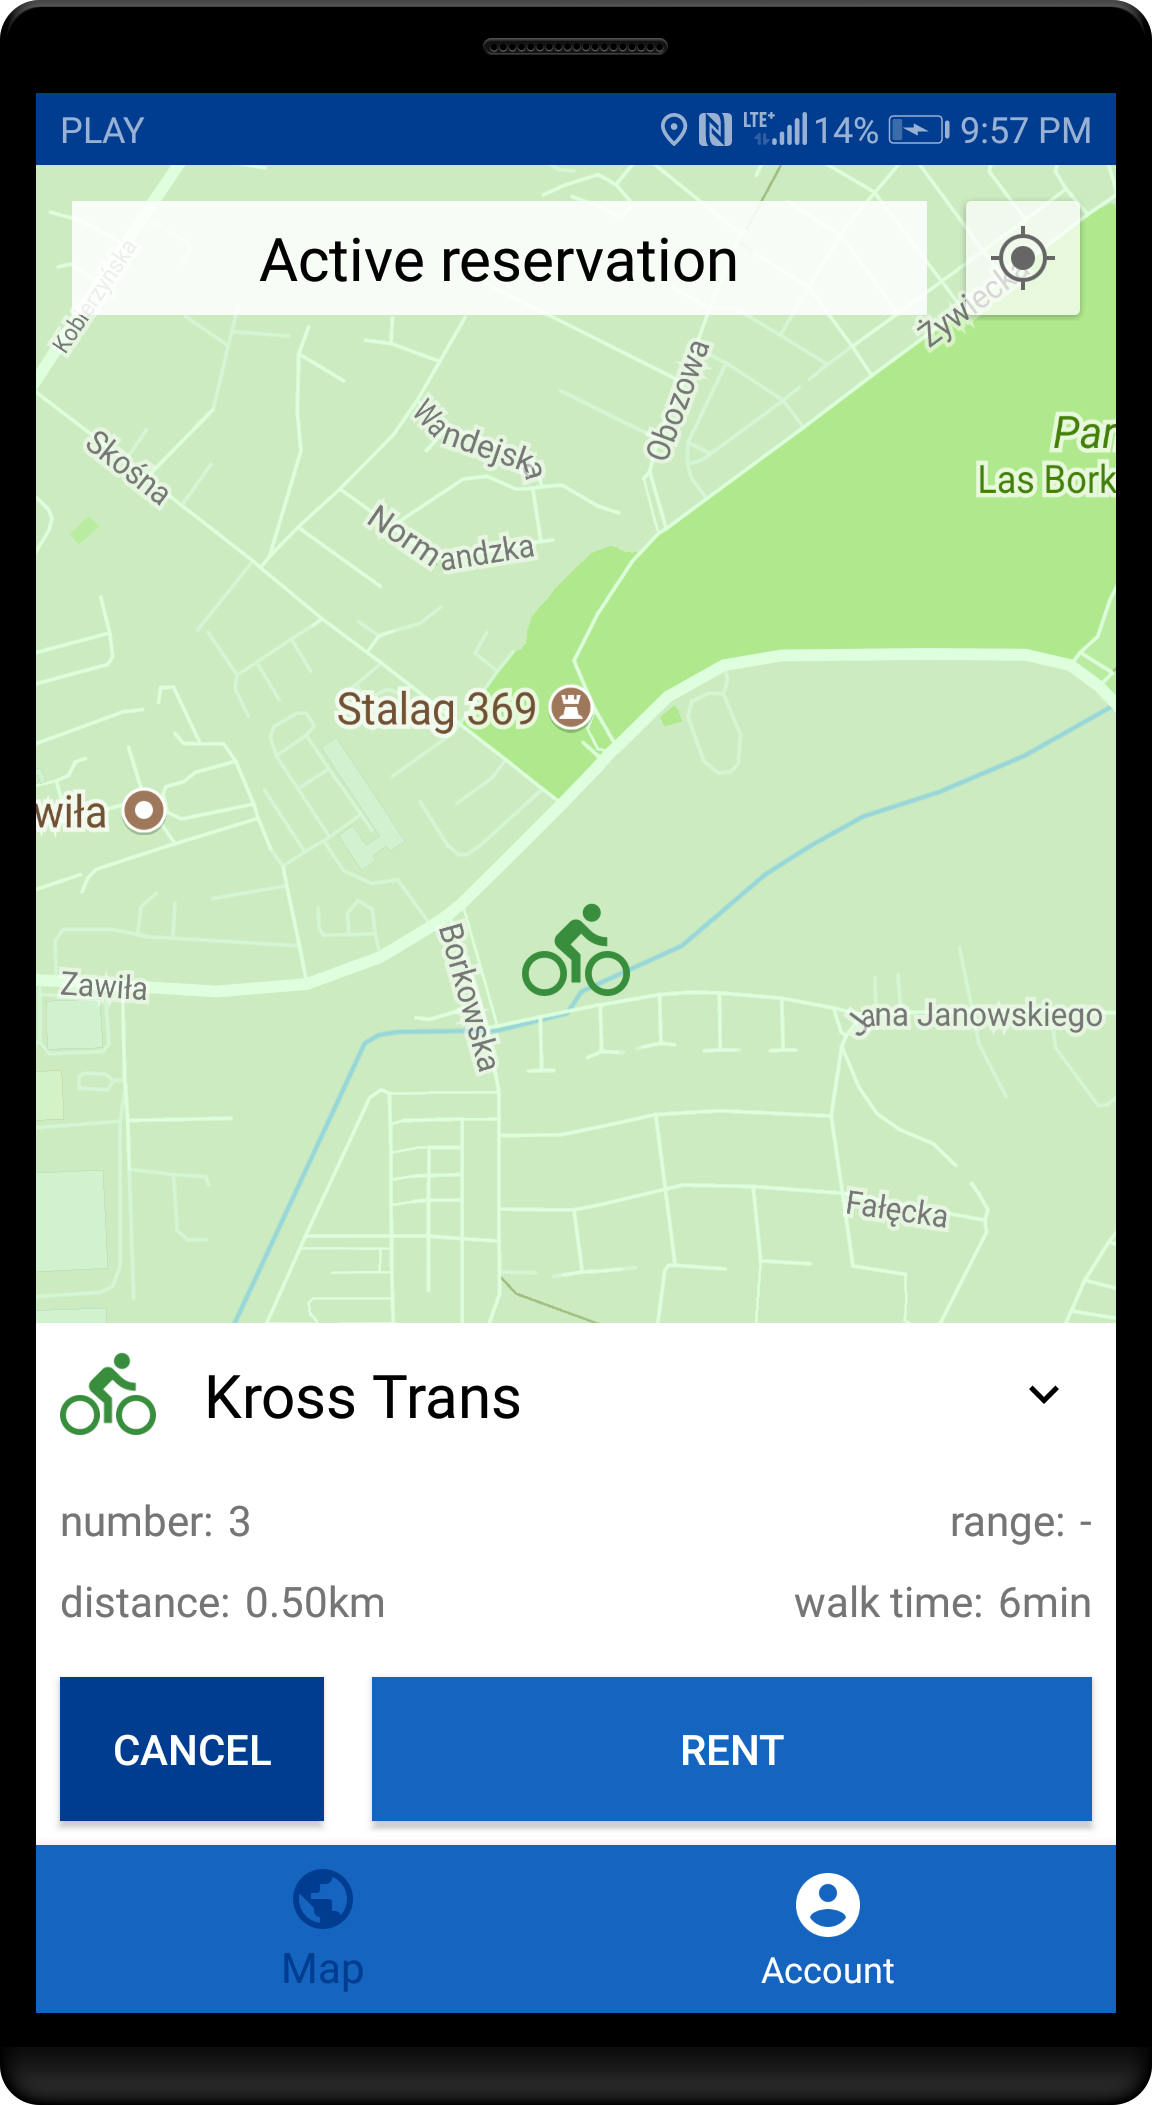 PLAY
LTE+ 14% 9:57 PM
Active reservation
Kobierzyńska
Żywiecka
Obozowa
Wandejska
Skośna
Par
Las Bork
Normandzka
Stalag 369
wiła
Borkowska
Zawiła
Jana Janowskiego
Fałęcka
Kross Trans
number: 3
range: -
distance: 0.50km
walk time: 6min
CANCEL
RENT
Map
Account